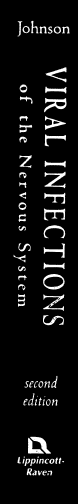 Johnson
VIRAL INFECTIONS
of the Nervous System
second
edition
Lippincott-
Raven